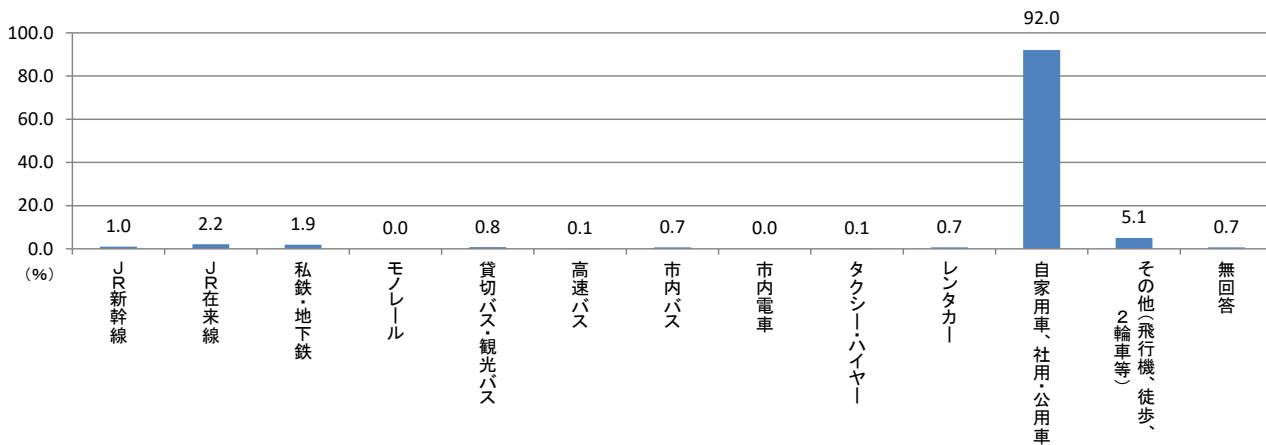 92.0
100.0
80.0
60.0
40.0
20.0
0.0
(%)
1.0
2.2
1.9
0.0
0.8
0.1
0.7
0.0
0.1
0.7
5.1
0.7
ＪＲ新幹線
ＪＲ在来線
私鉄・地下鉄
モノレール
貸切バス・観光バス
高速バス
市内バス
市内電車
タクシー・ハイヤー
レンタカー
自家用車、社用・公用車
その他(飛行機、徒歩、
２輪車等)
無回答